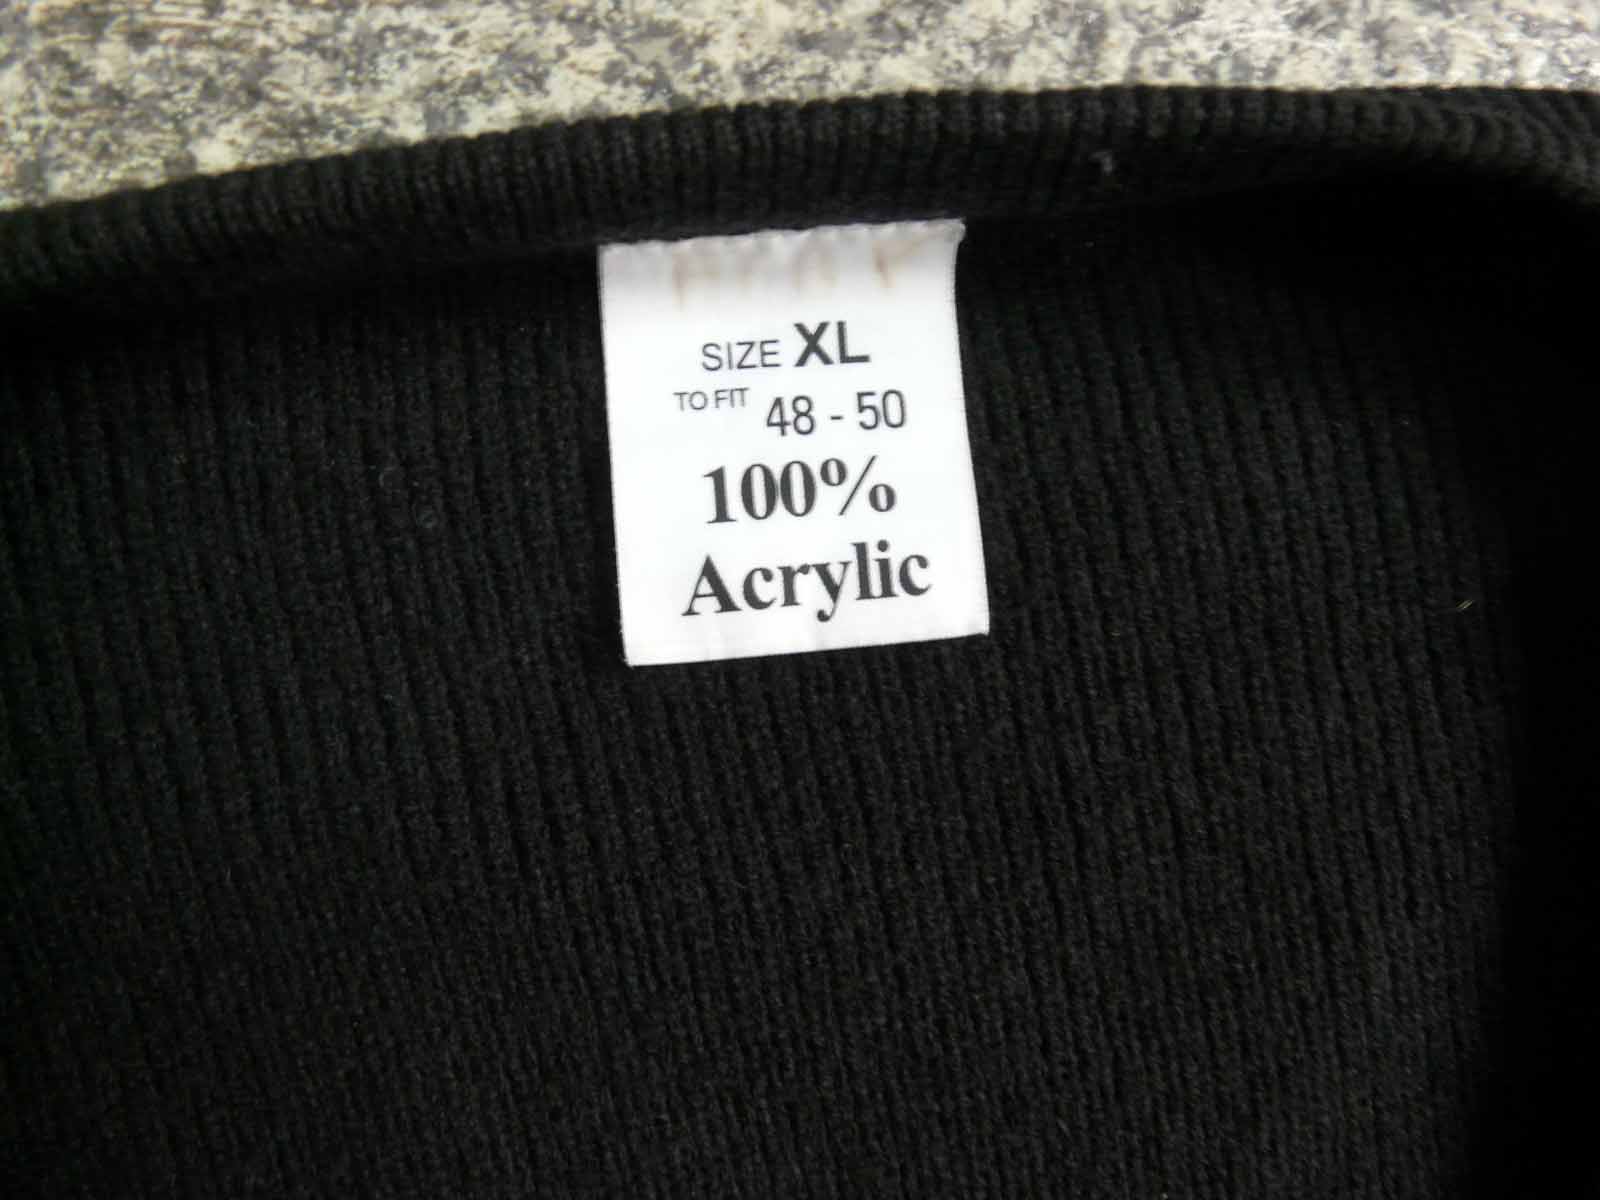 SIZE XL
TO FIT 48 - 50
100%
Acrylic